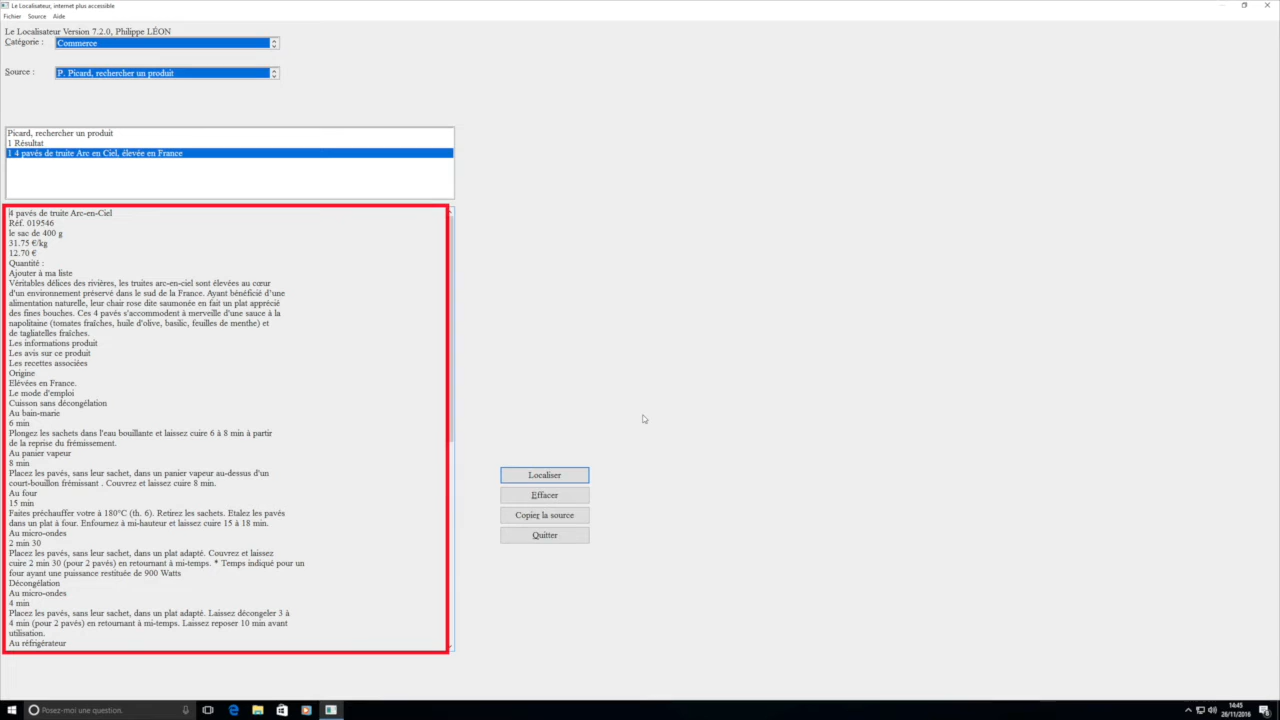 Le Localisateur, internet plus accessible
Fichier Source Aide
Le Localisateur Version 7.2.0, Philippe LÉON
Catégorie : Commerce
Source : P. Picard, rechercher un produit
Picard, rechercher un produit
1 Résultat
1 4 pavés de truite Arc en Ciel, élevée en France
4 pavés de truite Arc-en-Ciel
Réf. 019546
le sac de 400 g
31.75 €/kg
12.70 €
Quantité :
Ajouter à ma liste
Véritables délices des rivières, les truites arc-en-ciel sont élevées au cœur
d'un environnement préservé dans le sud de la France. Ayant bénéficié d'une
alimentation naturelle, leur chair rose dite saumonée en fait un plat apprécié
des fines bouches. Ces 4 pavés s'accommodent à merveille d'une sauce à la
napolitaine (tomates fraîches, huile d'olive, basilic, feuilles de menthe) et
de tagliatelles fraîches.
Les informations produit
Les avis sur ce produit
Les recettes associées
Origine
Elévées en France.
Le mode d'emploi
Cuisson sans décongélation
Au bain-marie
6 min
Plongez les sachets dans l'eau bouillante et laissez cuire 6 à 8 min à partir
de la reprise du frémissement.
Au panier vapeur
8 min
Placez les pavés, sans leur sachet, dans un panier vapeur au-dessus d'un
court-bouillon frémissant . Couvrez et laissez cuire 8 min.
Au four
15 min
Faites préchauffer votre à 180°C (th. 6). Retirez les sachets. Etalez les pavés
dans un plat à four. Enfournez à mi-hauteur et laissez cuire 15 à 18 min.
Au micro-ondes
2 min 30
Placez les pavés, sans leur sachet, dans un plat adapté. Couvrez et laissez
cuire 2 min 30 (pour 2 pavés) en retournant à mi-temps. * Temps indiqué pour un
four ayant une puissance restituée de 900 Watts
Décongélation
Au micro-ondes
4 min
Placez les pavés, sans leur sachet, dans un plat adapté. Laissez décongeler 3 à
4 min (pour 2 pavés) en retournant à mi-temps. Laissez reposer 10 min avant
utilisation.
Au réfrigérateur
Localiser
Effacer
Copier la source
Quitter
Posez-moi une question.
14:45
26/11/2016